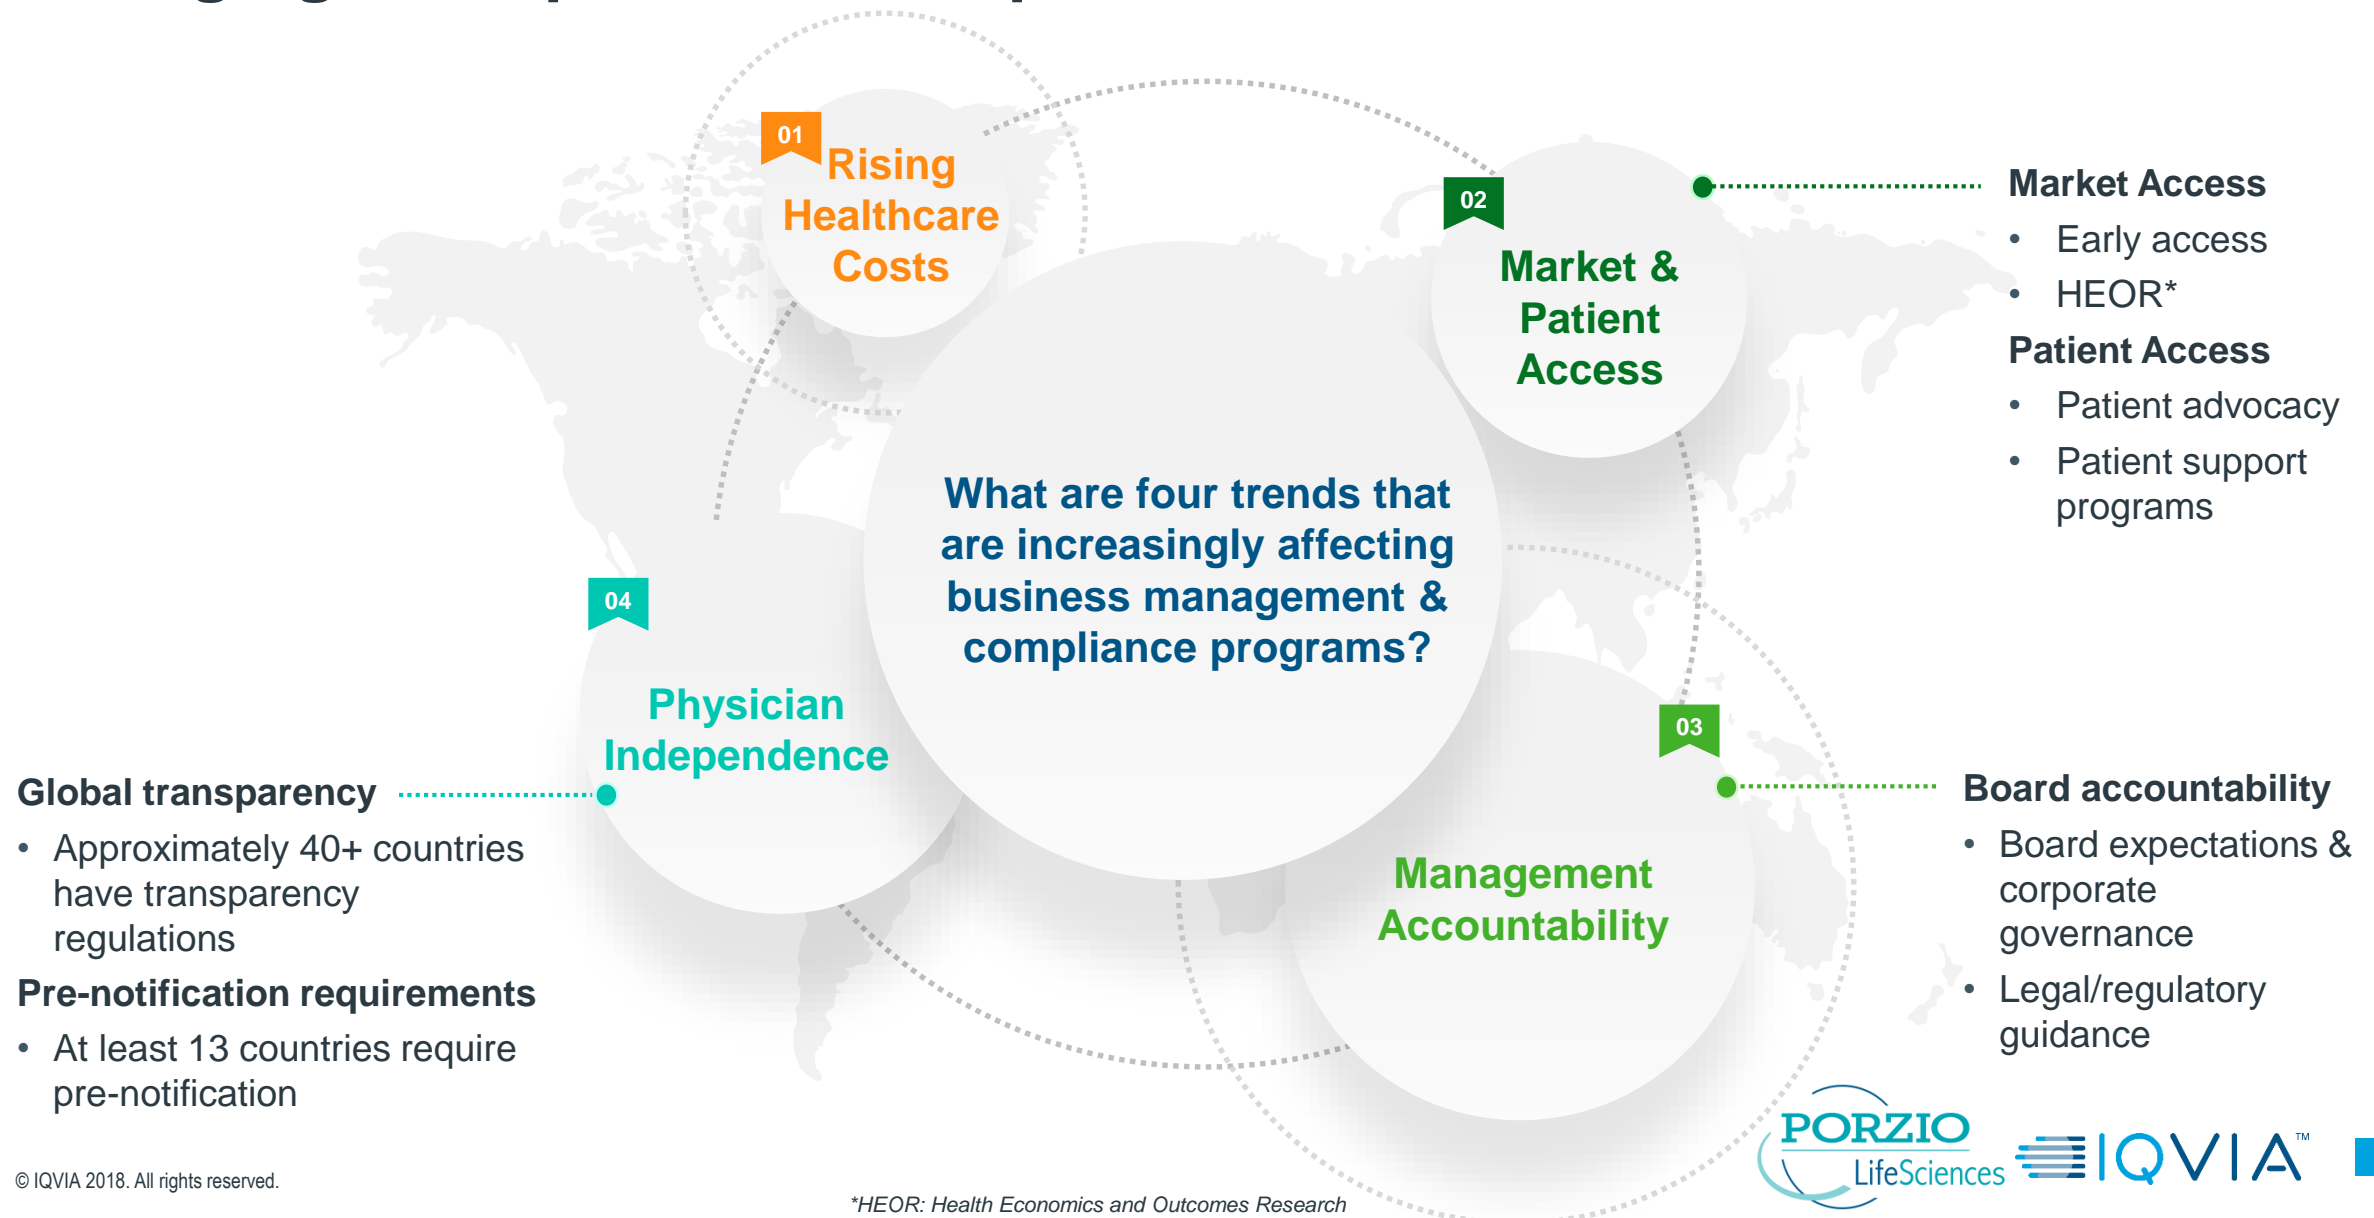 01
Rising
Healthcare
Costs
02
Market &
Patient
Access
Market Access
• Early access
• HEOR*
Patient Access
• Patient advocacy
• Patient support
programs
What are four trends that
are increasingly affecting
business management &
compliance programs?
04
Physician
Independence
Global transparency
• Approximately 40+ countries
have transparency
regulations
Pre-notification requirements
• At least 13 countries require
pre-notification
03
Management
Accountability
Board accountability
• Board expectations &
corporate
governance
• Legal/regulatory
guidance
© IQVIA 2018. All rights reserved.
*HEOR: Health Economics and Outcomes Research
PORZIO
LifeSciences
IQVIA™